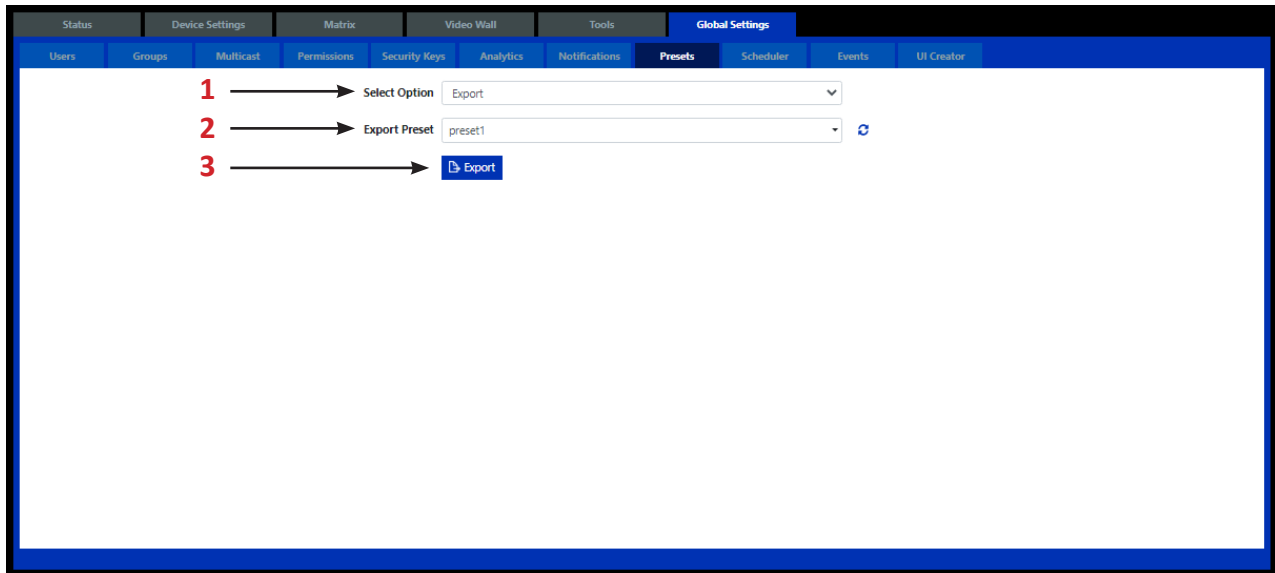 Status Device Settings Matrix Video Wall Tools Global Settings
Users Groups Multicast Permissions Security Keys Analytics Notifications Presets Scheduler Events UI Creator
1 Select Option Export
2 Export Preset preset1
3 Export